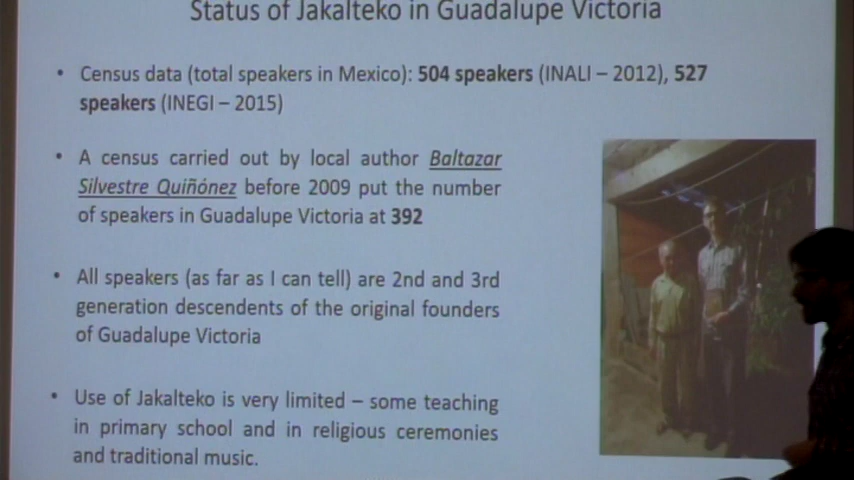 Status of Jakalteko in Guadalupe Victoria
• Census data (total speakers in Mexico): 504 speakers (INALI – 2012), 527
speakers (INEGI – 2015)
• A census carried out by local author Baltazar
Silvestre Quiñónez before 2009 put the number
of speakers in Guadalupe Victoria at 392
• All speakers (as far as I can tell) are 2nd and 3rd
generation descendents of the original founders
of Guadalupe Victoria
• Use of Jakalteko is very limited – some teaching
in primary school and in religious ceremonies
and traditional music.